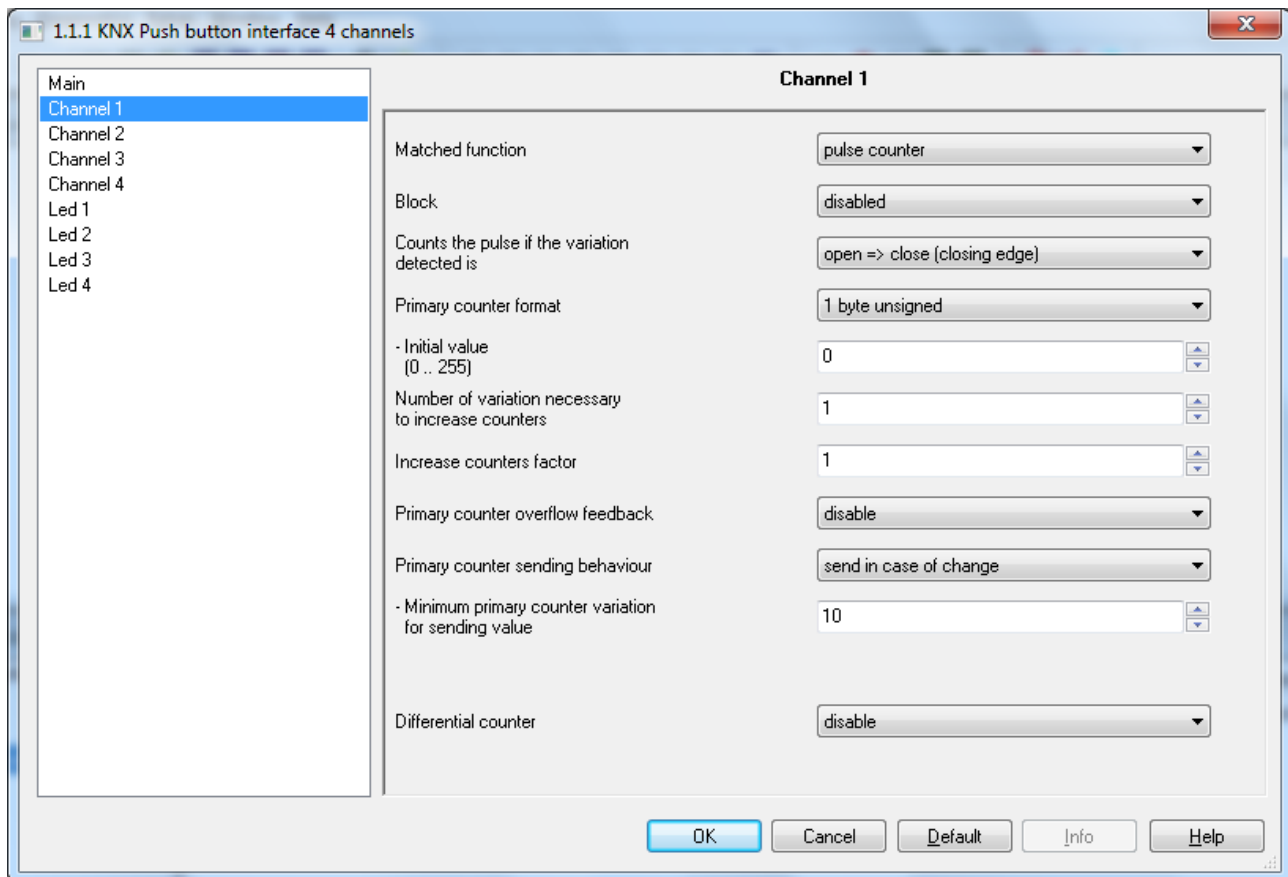 1.1.1 KNX Push button interface 4 channels
Main
Channel 1
Channel 2
Channel 3
Channel 4
Led 1
Led 2
Led 3
Led 4
Channel 1
Matched function
pulse counter
Block
disabled
Counts the pulse if the variation
detected is
open => close (closing edge)
Primary counter format
1 byte unsigned
- Initial value
(0 .. 255)
0
Number of variation necessary
to increase counters
1
Increase counters factor
1
Primary counter overflow feedback
disable
Primary counter sending behaviour
send in case of change
- Minimum primary counter variation
for sending value
10
Differential counter
disable
OK
Cancel
Default
Info
Help